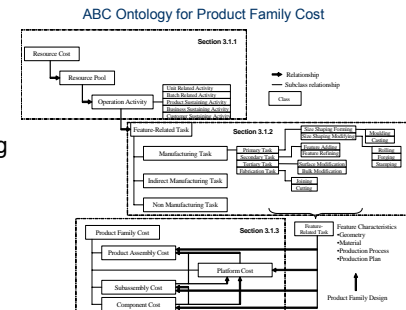 ABC Ontology for Product Family Cost
Section 3.1.1
Resource Cost
Resource Pool
Operation Activity
Unit Related Activity
Batch Related Activity
Product Sustaining Activity
Business Sustaining Activity
Customer Sustaining Activity
Relationship
Subclass relationship
Class
g
Feature-Related Task
Section 3.1.2
Manufacturing Task
Indirect Manufacturing Task
Non Manufacturing Task
Primary Task
Secondary Task
Tertiary Task
Fabrication Task
Size Shaping Forming
Size Shaping Modifying
Feature Adding
Feature Refining
Surface Modification
Bulk Modification
Joining
Cutting
Moulding
Casting
Rolling
Forging
Stamping
Section 3.1.3
Product Family Cost
Product Assembly Cost
Platform Cost
Subassembly Cost
Component Cost
Feature-
Related Task
Feature Characteristics
•Geometry
•Material
•Production Process
•Production Plan
Product Family Design